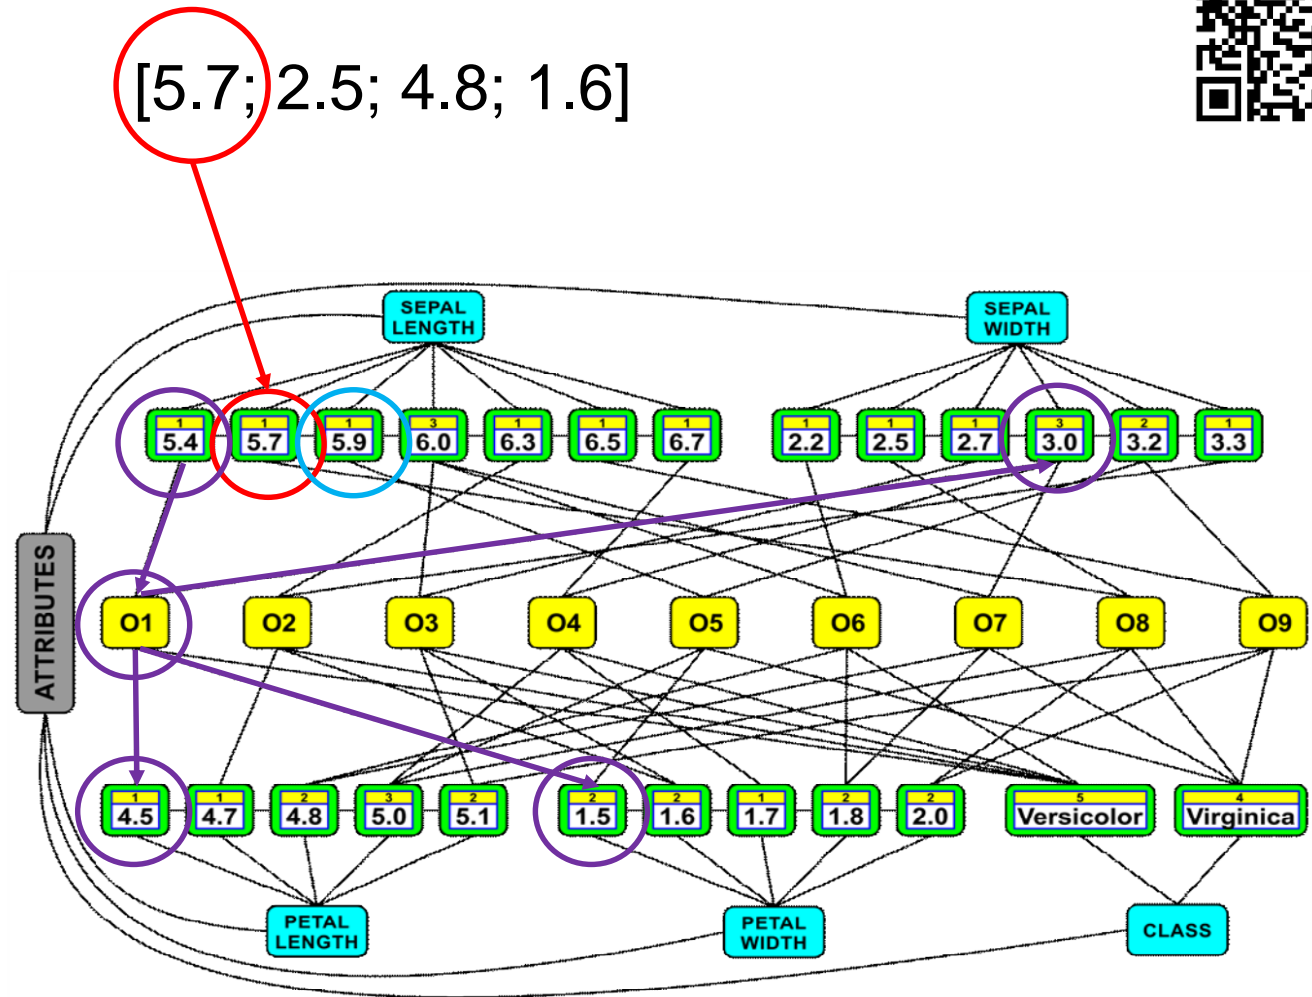 [5.7; 2.5; 4.8; 1.6]
SEPAL
LENGTH
SEPAL
WIDTH
1 1 1 3 1 1 1 1 1 1 3 2 1
5.4 5.7 5.9 6.0 6.3 6.5 6.7 2.2 2.5 2.7 3.0 3.2 3.3
ATTRIBUTES
O1 O2 O3 O4 O5 O6 O7 O8 O9
1 1 2 3 2 2 2 1 2 2 5 4
4.5 4.7 4.8 5.0 5.1 1.5 1.6 1.7 1.8 2.0 Versicolor Virginica
PETAL
LENGTH
PETAL
WIDTH
CLASS